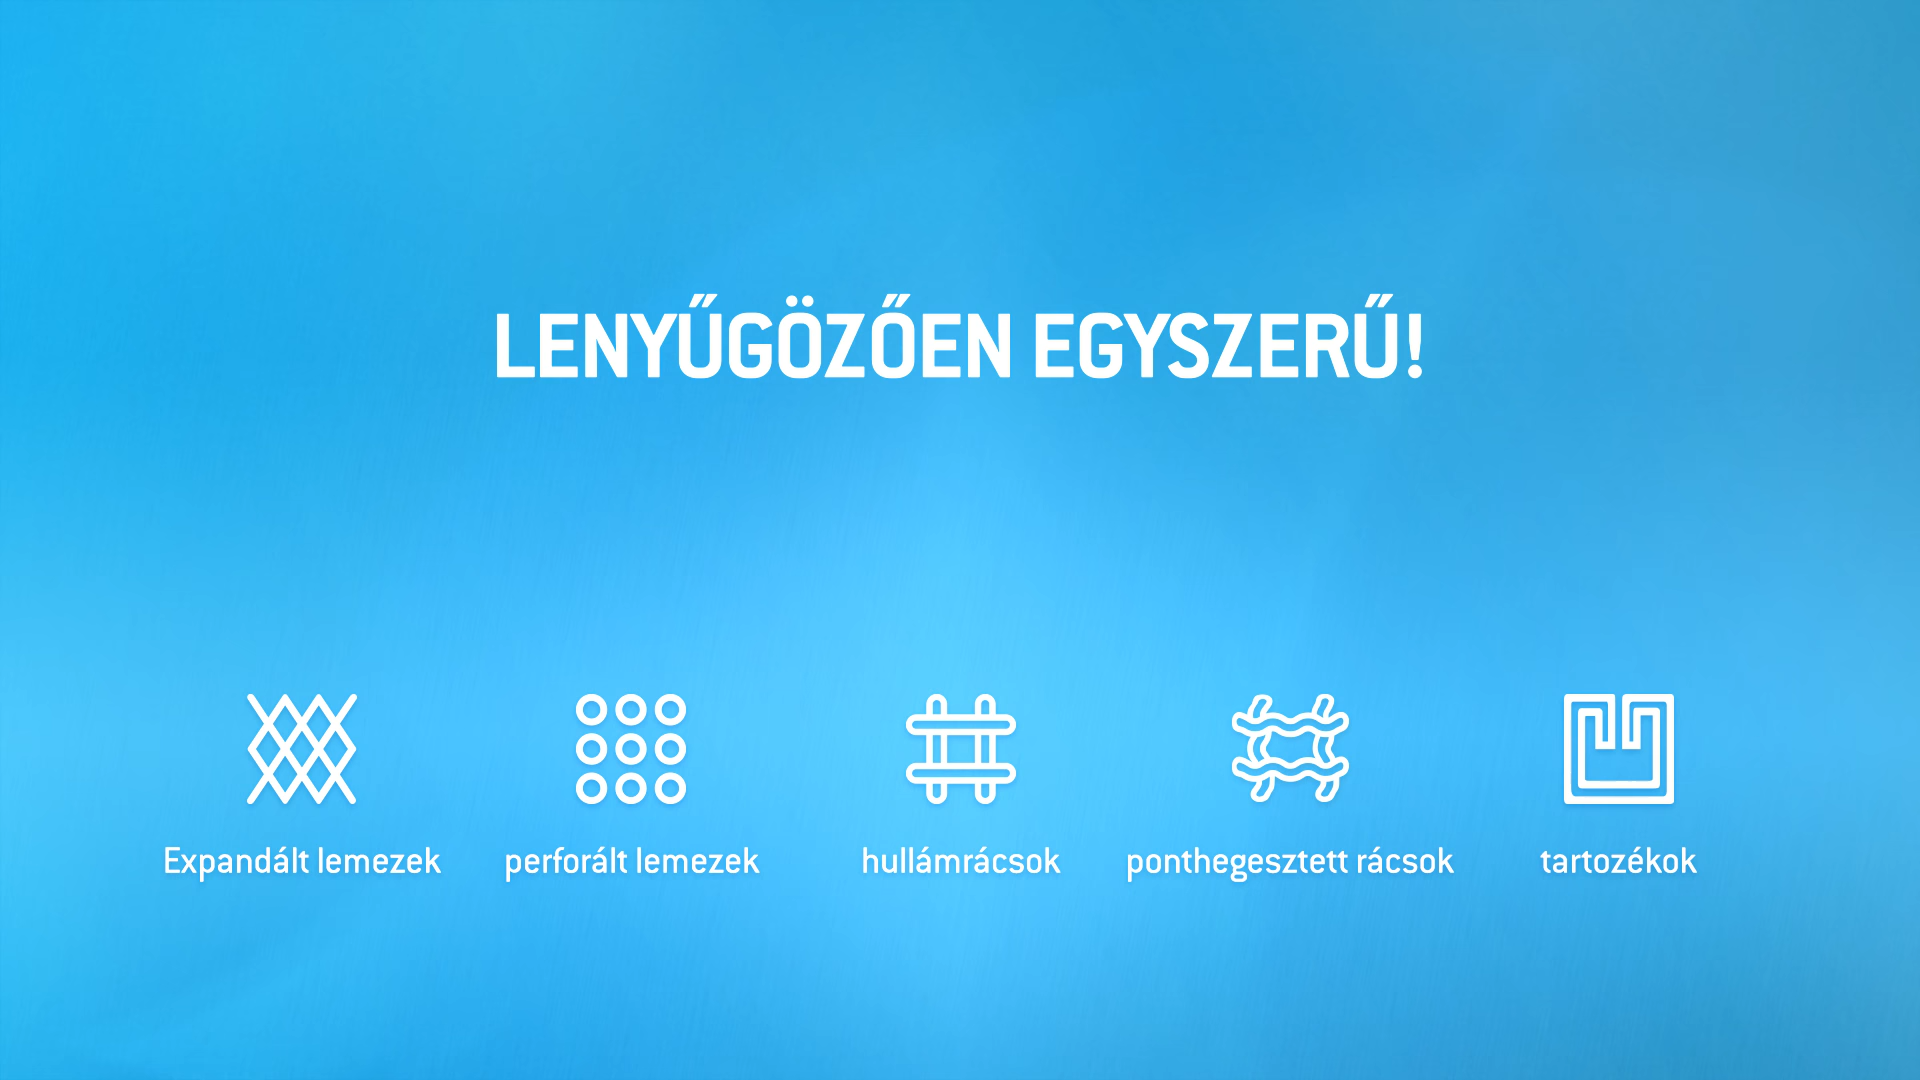 LENYŰGÖZŐEN EGYSZERŰ!
Expandált lemezek
perforált lemezek
hullámrácsok
ponthegesztett rácsok
tartozékok